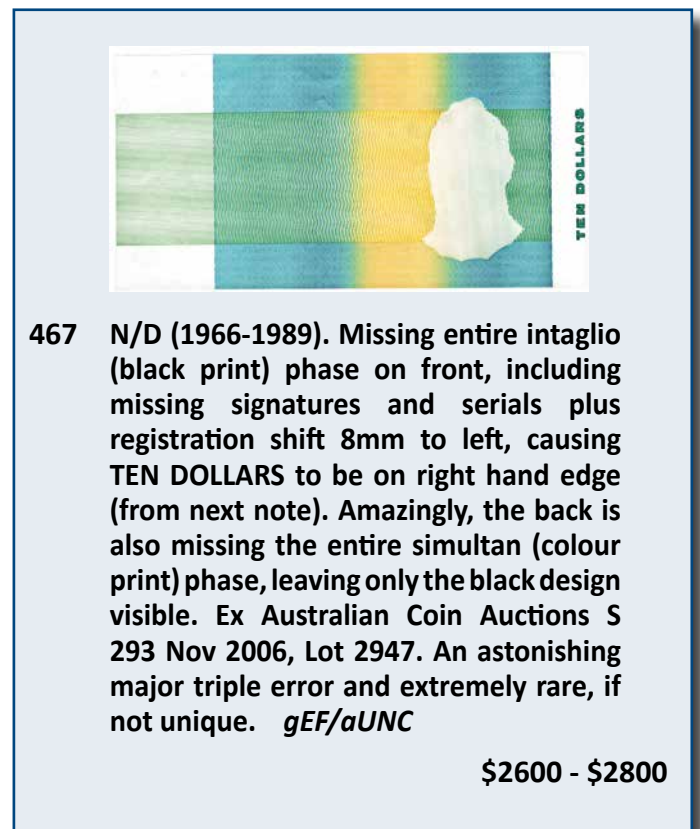 TEN DOLLARS
467 N/D (1966-1989). Missing entire intaglio
(black print) phase on front, including
missing signatures and serials plus
registration shift 8mm to left, causing
TEN DOLLARS to be on right hand edge
(from next note). Amazingly, the back is
also missing the entire simultan (colour
print) phase, leaving only the black design
visible. Ex Australian Coin Auctions S
293 Nov 2006, Lot 2947. An astonishing
major triple error and extremely rare, if
not unique. gEF/aUNC
$2600 - $2800